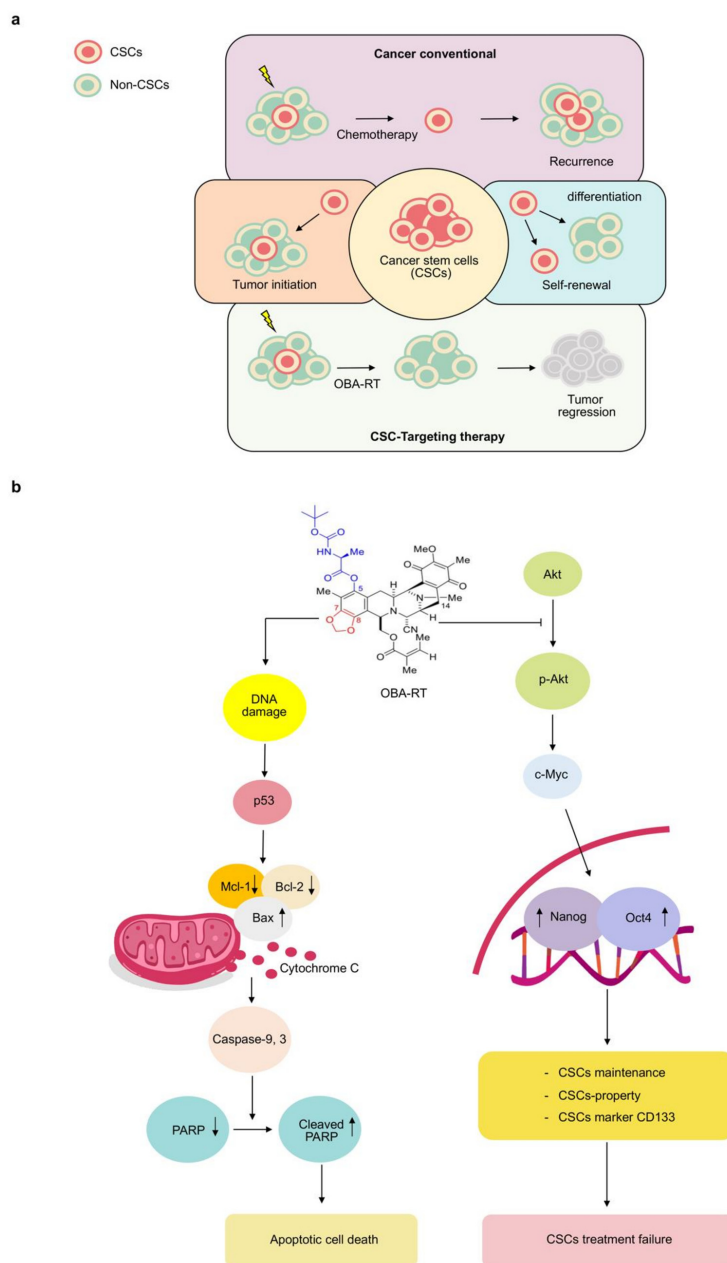 a
CSCs
Non-CSCs
Cancer conventional
Chemotherapy
Recurrence
Tumor initiation
Cancer stem cells
(CSCs)
differentiation
Self-renewal
OBA-RT
Tumor
regression
CSC-Targeting therapy
b
O
O
HN
Me
O
O
5
Me
7
8
O
O
H
N
N
H
CN
O
O
Me
Me
H
MeO
Me
O
O
Me
14
OBA-RT
DNA
damage
p53
Mcl-1
Bcl-2
Bax
Cytochrome C
Caspase-9, 3
PARP
Cleaved
PARP
Apoptotic cell death
Akt
p-Akt
c-Myc
Nanog
Oct4
- CSCs maintenance
- CSCs-property
- CSCs marker CD133
CSCs treatment failure